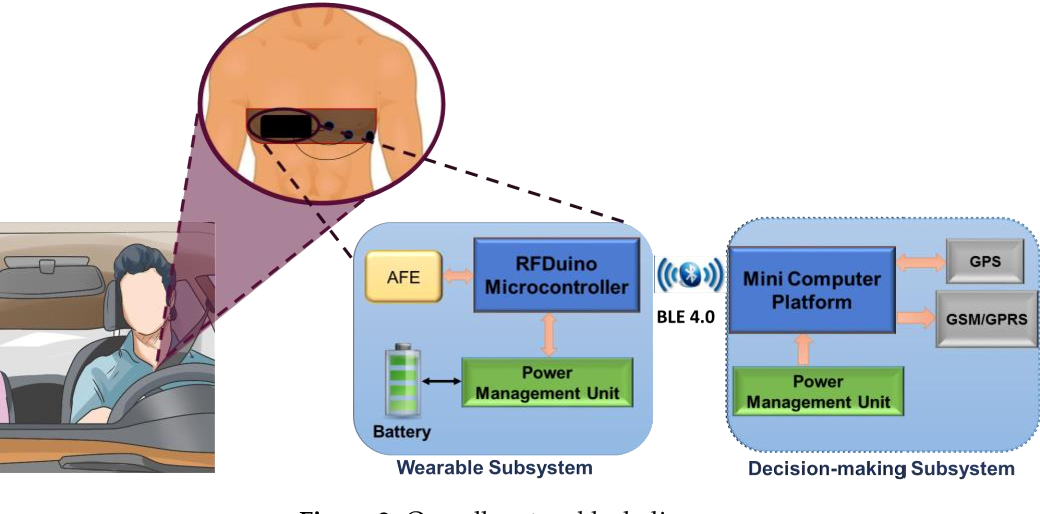 AFE
RFDuino
Microcontroller
Power
Management Unit
Battery
Wearable Subsystem
BLE 4.0
Mini Computer
Platform
GPS
GSM/GPRS
Power
Management Unit
Decision-making Subsystem